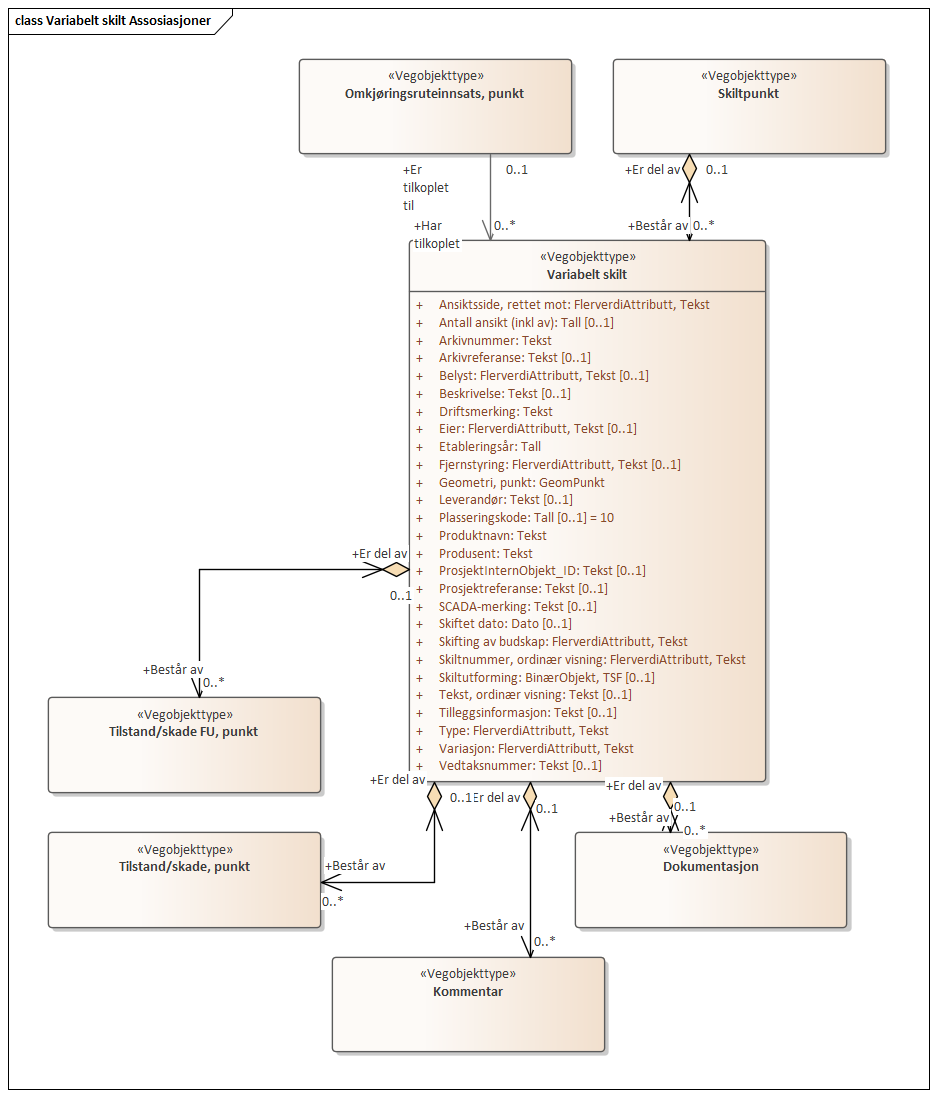 class Variabelt skilt Assosiasjoner
«Vegobjekttype»
Omkjøringsruteinnsats, punkt
«Vegobjekttype»
Skiltpunkt
+Er
tilkoplet
til
0..1
+Har
tilkoplet
0..*
+Er del av
0..1
+Består av
0..*
«Vegobjekttype»
Variabelt skilt
+ Ansiktsside, rettet mot: FlerverdiAttributt, Tekst
+ Antall ansikt (inkl av): Tall [0..1]
+ Arkivnummer: Tekst
+ Arkivreferanse: Tekst [0..1]
+ Belyst: FlerverdiAttributt, Tekst [0..1]
+ Beskrivelse: Tekst [0..1]
+ Driftsmerking: Tekst
+ Eier: FlerverdiAttributt, Tekst [0..1]
+ Etableringsår: Tall
+ Fjernstyring: FlerverdiAttributt, Tekst [0..1]
+ Geometri, punkt: GeomPunkt
+ Leverandør: Tekst [0..1]
+ Plasseringskode: Tall [0..1] = 10
+ Produktnavn: Tekst
+ Produsent: Tekst
+ ProsjektInternObjekt_ID: Tekst [0..1]
+ Prosjektreferanse: Tekst [0..1]
+ SCADA-merking: Tekst [0..1]
+ Skiftet dato: Dato [0..1]
+ Skifting av budskap: FlerverdiAttributt, Tekst
+ Skiltnummer, ordinær visning: FlerverdiAttributt, Tekst
+ Skiltutforming: BinærObjekt, TSF [0..1]
+ Tekst, ordinær visning: Tekst [0..1]
+ Tilleggsinformasjon: Tekst [0..1]
+ Type: FlerverdiAttributt, Tekst
+ Variasjon: FlerverdiAttributt, Tekst
+ Vedtaksnummer: Tekst [0..1]
+Er del av
0..1
+Består av
0..*
«Vegobjekttype»
Tilstand/skade FU, punkt
+Er del av
0..1
+Består av
0..*
«Vegobjekttype»
Tilstand/skade, punkt
Er del av
0..1
+Består av
0..*
«Vegobjekttype»
Kommentar
+Er del av
0..1
+Består av
0..*
«Vegobjekttype»
Dokumentasjon